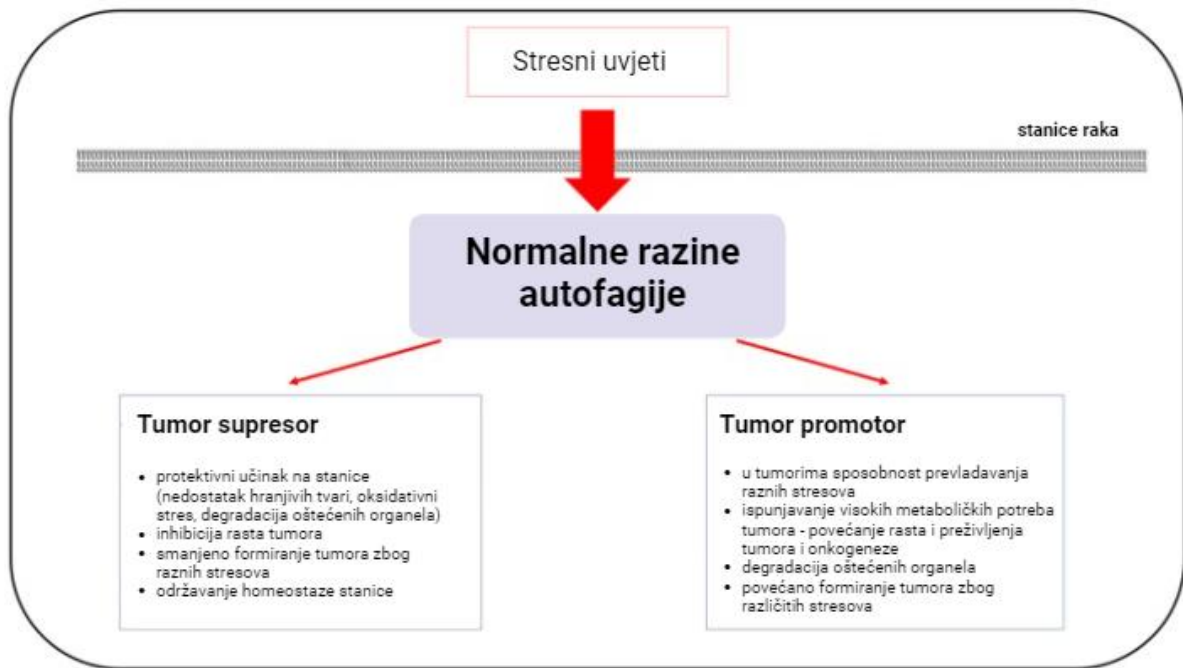 Stresni uvjeti
stanice raka
Normalne razine
autofagije
Tumor supresor
• protektivni učinak na stanice
(nedostatak hranjivih tvari, oksidativni
stres, degradacija oštećenih organela)
• inhibicija rasta tumora
• smanjeno formiranje tumora zbog
raznih stresova
• održavanje homeostaze stanice
Tumor promotor
• u tumorima sposobnost prevladavanja
raznih stresova
• ispunjavanje visokih metaboličkih potreba
tumora - povećanje rasta i preživljenja
tumora i onkogeneze
• degradacija oštećenih organela
• povećano formiranje tumora zbog
različitih stresova